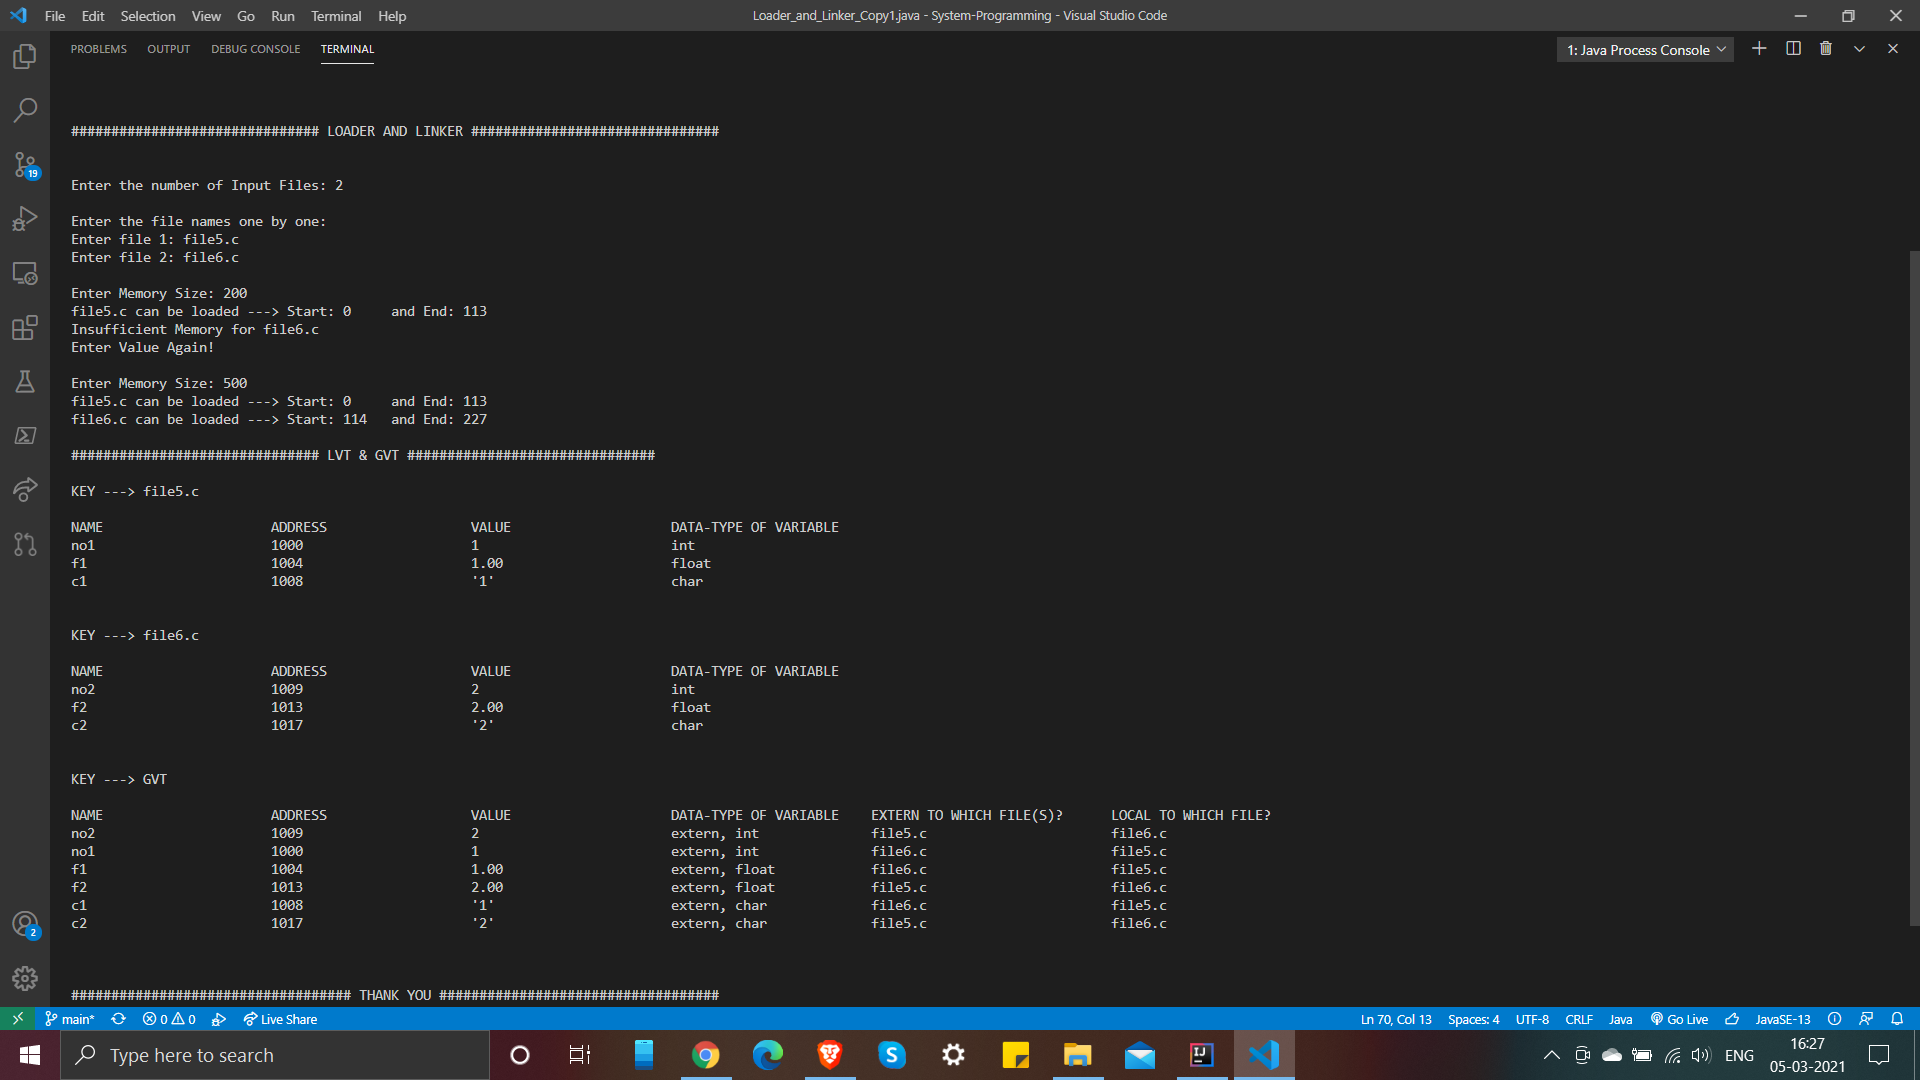 File Edit Selection View Go Run Terminal Help Loader_and_Linker_Copy1.java - System-Programming - Visual Studio Code
PROBLEMS OUTPUT DEBUG CONSOLE TERMINAL 1: Java Process Console
############################### LOADER AND LINKER ###############################
Enter the number of Input Files: 2
Enter the file names one by one:
Enter file 1: file5.c
Enter file 2: file6.c
Enter Memory Size: 200
file5.c can be loaded ---> Start: 0 and End: 113
Insufficient Memory for file6.c
Enter Value Again!
Enter Memory Size: 500
file5.c can be loaded ---> Start: 0 and End: 113
file6.c can be loaded ---> Start: 114 and End: 227
############################### LVT & GVT ###############################
KEY ---> file5.c
NAME ADDRESS VALUE DATA-TYPE OF VARIABLE
no1 1000 1 int
f1 1004 1.00 float
c1 1008 '1' char
KEY ---> file6.c
NAME ADDRESS VALUE DATA-TYPE OF VARIABLE
no2 1009 2 int
f2 1013 2.00 float
c2 1017 '2' char
KEY ---> GVT
NAME ADDRESS VALUE DATA-TYPE OF VARIABLE EXTERN TO WHICH FILE(S)? LOCAL TO WHICH FILE?
no2 1009 2 extern, int file5.c file6.c
no1 1000 1 extern, int file6.c file5.c
f1 1004 1.00 extern, float file6.c file5.c
f2 1013 2.00 extern, float file5.c file6.c
c1 1008 '1' extern, char file6.c file5.c
c2 1017 '2' extern, char file5.c file6.c
################################### THANK YOU ###################################
19
2
main* 0 0 Live Share Ln 70, Col 13 Spaces: 4 UTF-8 CRLF Java Go Live JavaSE-13
Type here to search S IJ ENG 16:27
05-03-2021